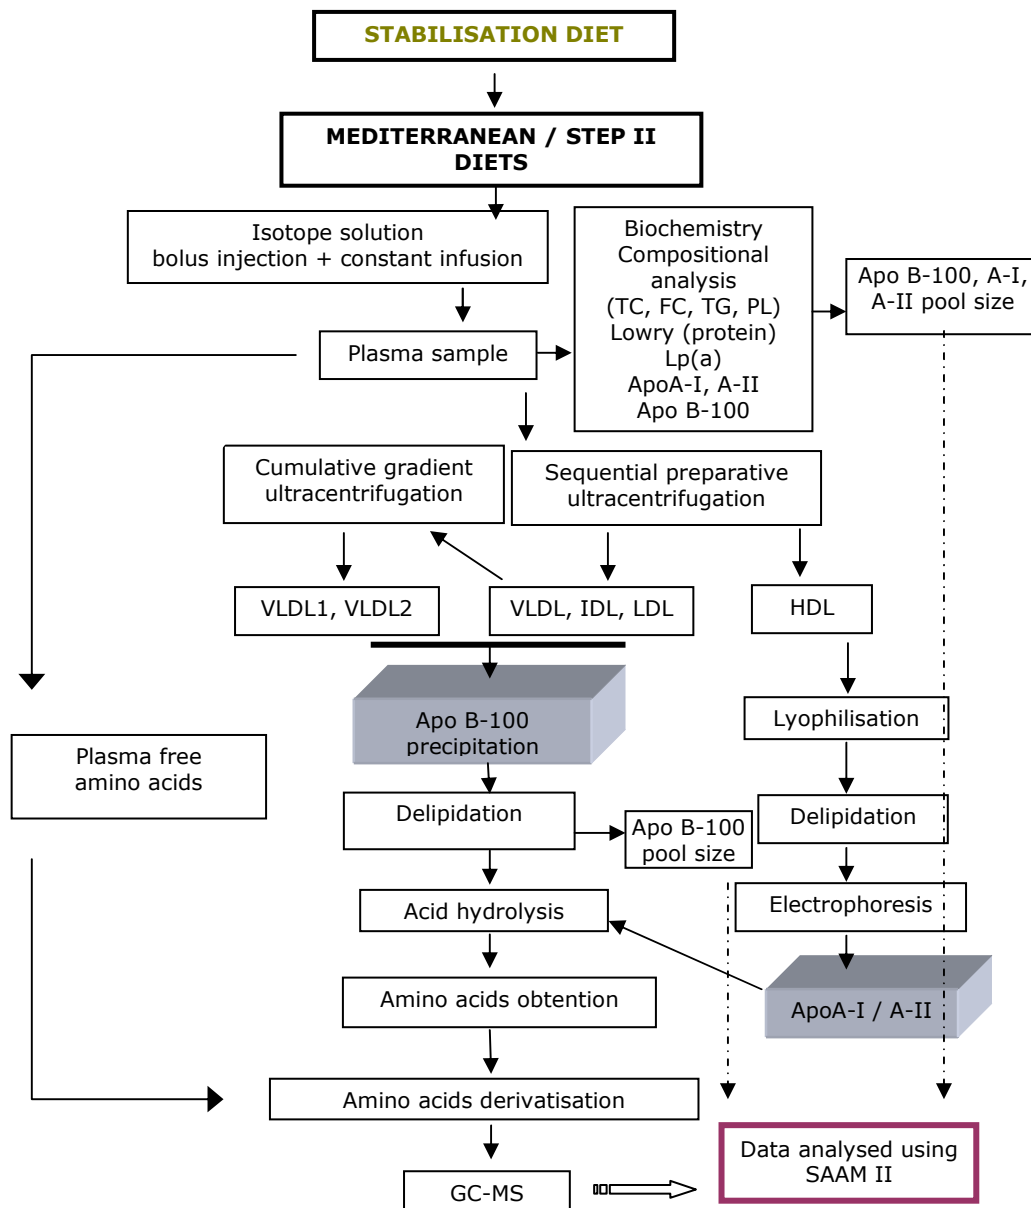 STABILISATION DIET
MEDITERRANEAN / STEP II
DIETS
Isotope solution
bolus injection + constant infusion
Biochemistry
Compositional
analysis
(TC, FC, TG, PL)
Lowry (protein)
Lp(a)
ApoA-I, A-II
Apo B-100
Apo B-100, A-I,
A-II pool size
Plasma sample
Cumulative gradient
ultracentrifugation
Sequential preparative
ultracentrifugation
VLDL1, VLDL2
VLDL, IDL, LDL
HDL
Apo B-100
precipitation
Lyophilisation
Plasma free
amino acids
Delipidation
Apo B-100
pool size
Delipidation
Acid hydrolysis
Electrophoresis
Amino acids obtention
ApoA-I / A-II
Amino acids derivatisation
Data analysed using
SAAM II
GC-MS